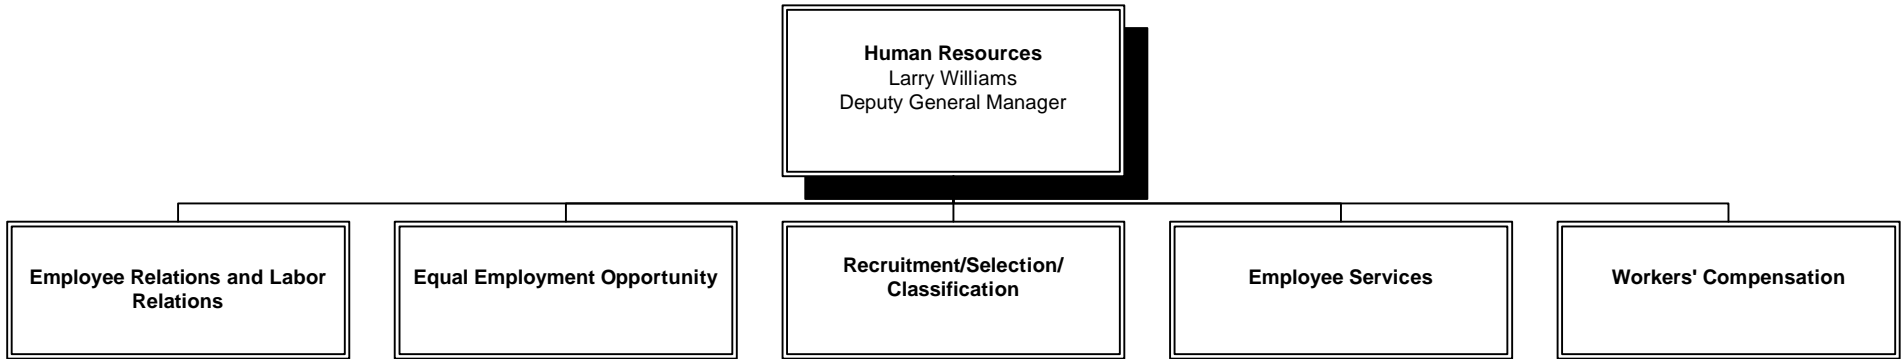 Human Resources
Larry Williams
Deputy General Manager
Employee Relations and Labor
Relations
Equal Employment Opportunity
Recruitment/Selection/
Classification
Employee Services
Workers' Compensation